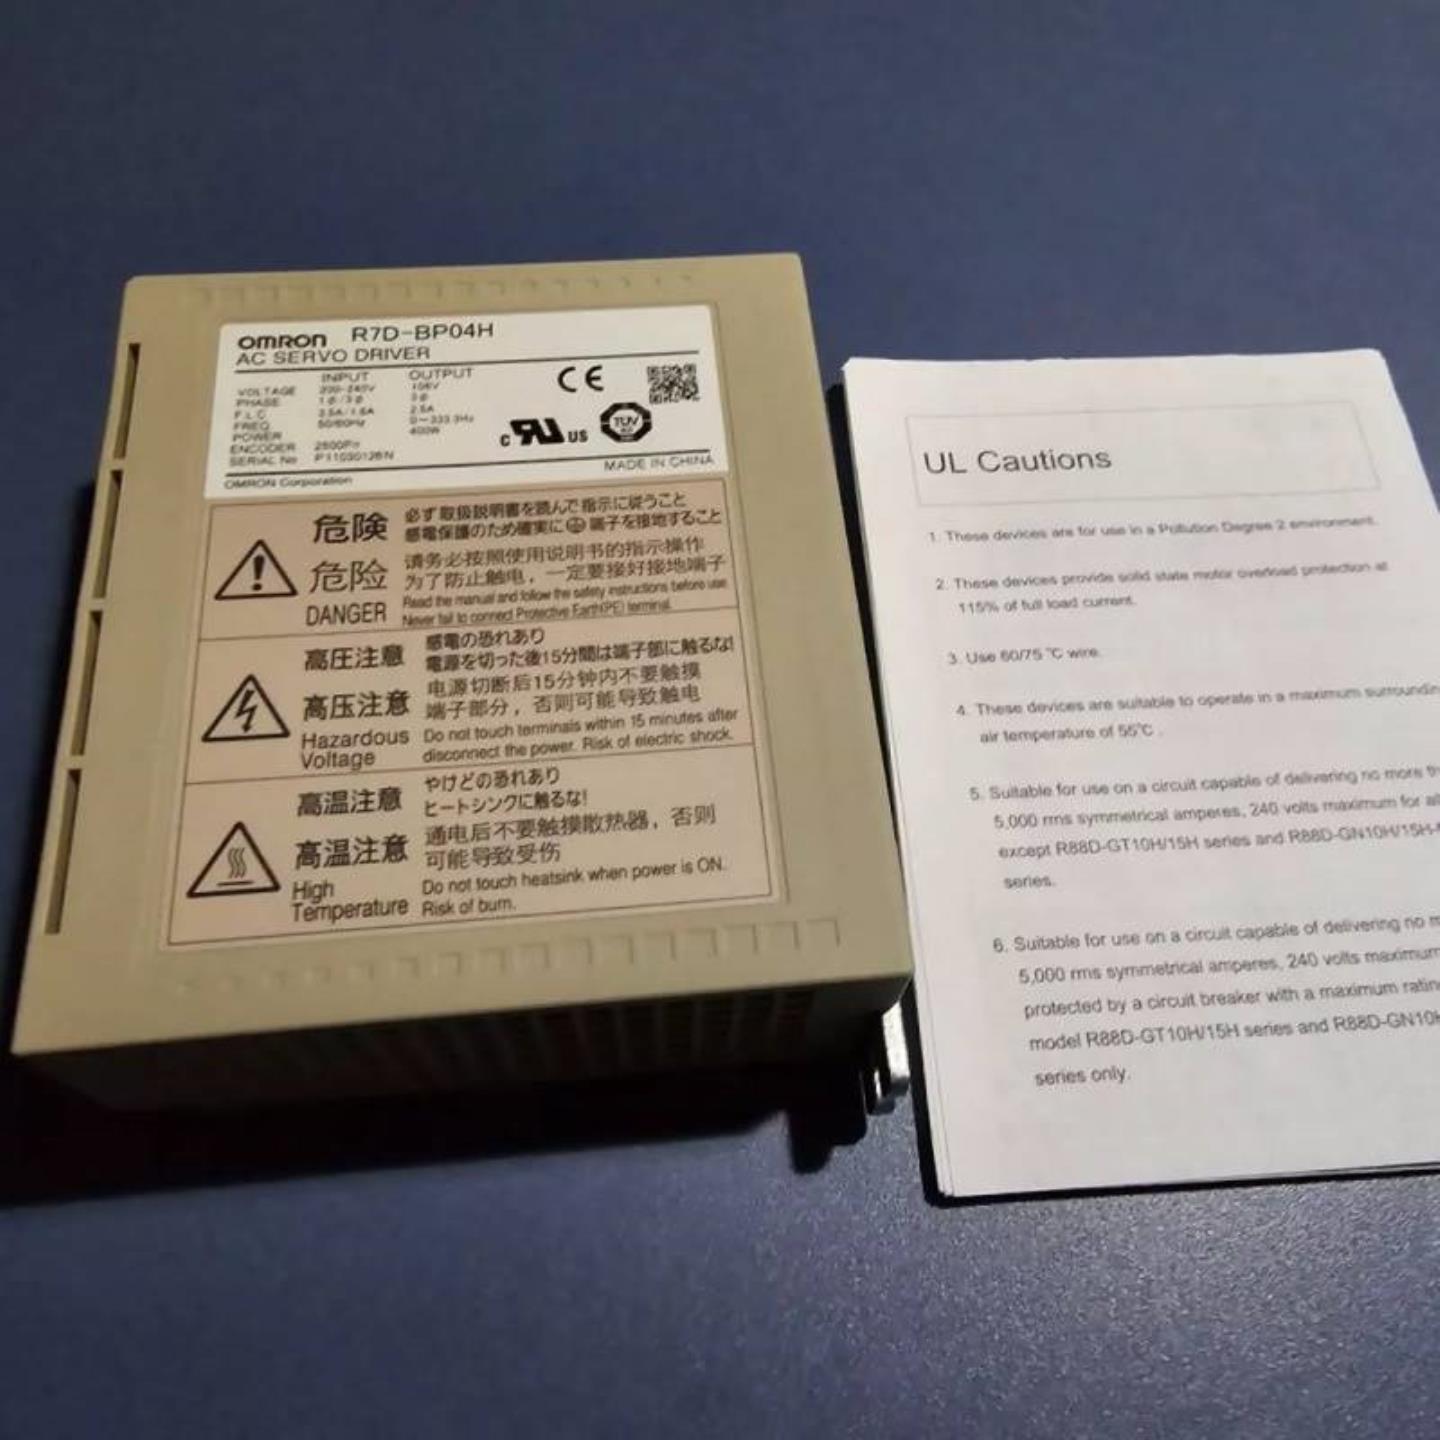 OMRON R7D-BP04H
AC SERVO DRIVER
INPUT OUTPUT
VOLTAGE 200-240V 106V
PHASE 1Φ/3Φ 3Φ
F.L.C 2.5A
FREQ 50/60Hz 0~333.3Hz
POWER 400W
ENCODER
SERIAL No
OMRON Corporation
MADE IN CHINA
CE
c RU US
TÜV
危険
必ず取扱説明書を読んで指示に従うこと
感電保護のため確実に端子を接地すること
危险
请务必按照使用说明书的指示操作
为了防止触电，一定要接好接地端子
DANGER
Read the manual and follow the safety instructions before use.
Never fail to connect Protective Earth(PE) terminal.
高圧注意
感電の恐れあり
電源を切った後15分間は端子部に触るな!
高压注意
电源切断后15分钟内不要触摸
端子部分，否则可能导致触电
Hazardous
Voltage
Do not touch terminals within 15 minutes after
disconnect the power. Risk of electric shock.
高温注意
やけどの恐れあり
ヒートシンクに触るな!
高温注意
通电后不要触摸散热器，否则
可能导致受伤
High
Temperature
Do not touch heatsink when power is ON.
Risk of burn.
UL Cautions
1. These devices are for use in a Pollution Degree 2 environment.
2. These devices provide solid state motor overload protection at
115% of full load current.
3. Use 60/75 °C wire.
4. These devices are suitable to operate in a maximum surrounding
air temperature of 55°C .
5. Suitable for use on a circuit capable of delivering no more th
5,000 rms symmetrical amperes, 240 volts maximum for all
except R88D-GT10H/15H series and R88D-GN10H/15H-
series.
6. Suitable for use on a circuit capable of delivering no m
5,000 rms symmetrical amperes, 240 volts maximum
protected by a circuit breaker with a maximum ratin
model R88D-GT10H/15H series and R88D-GN10H
series only.